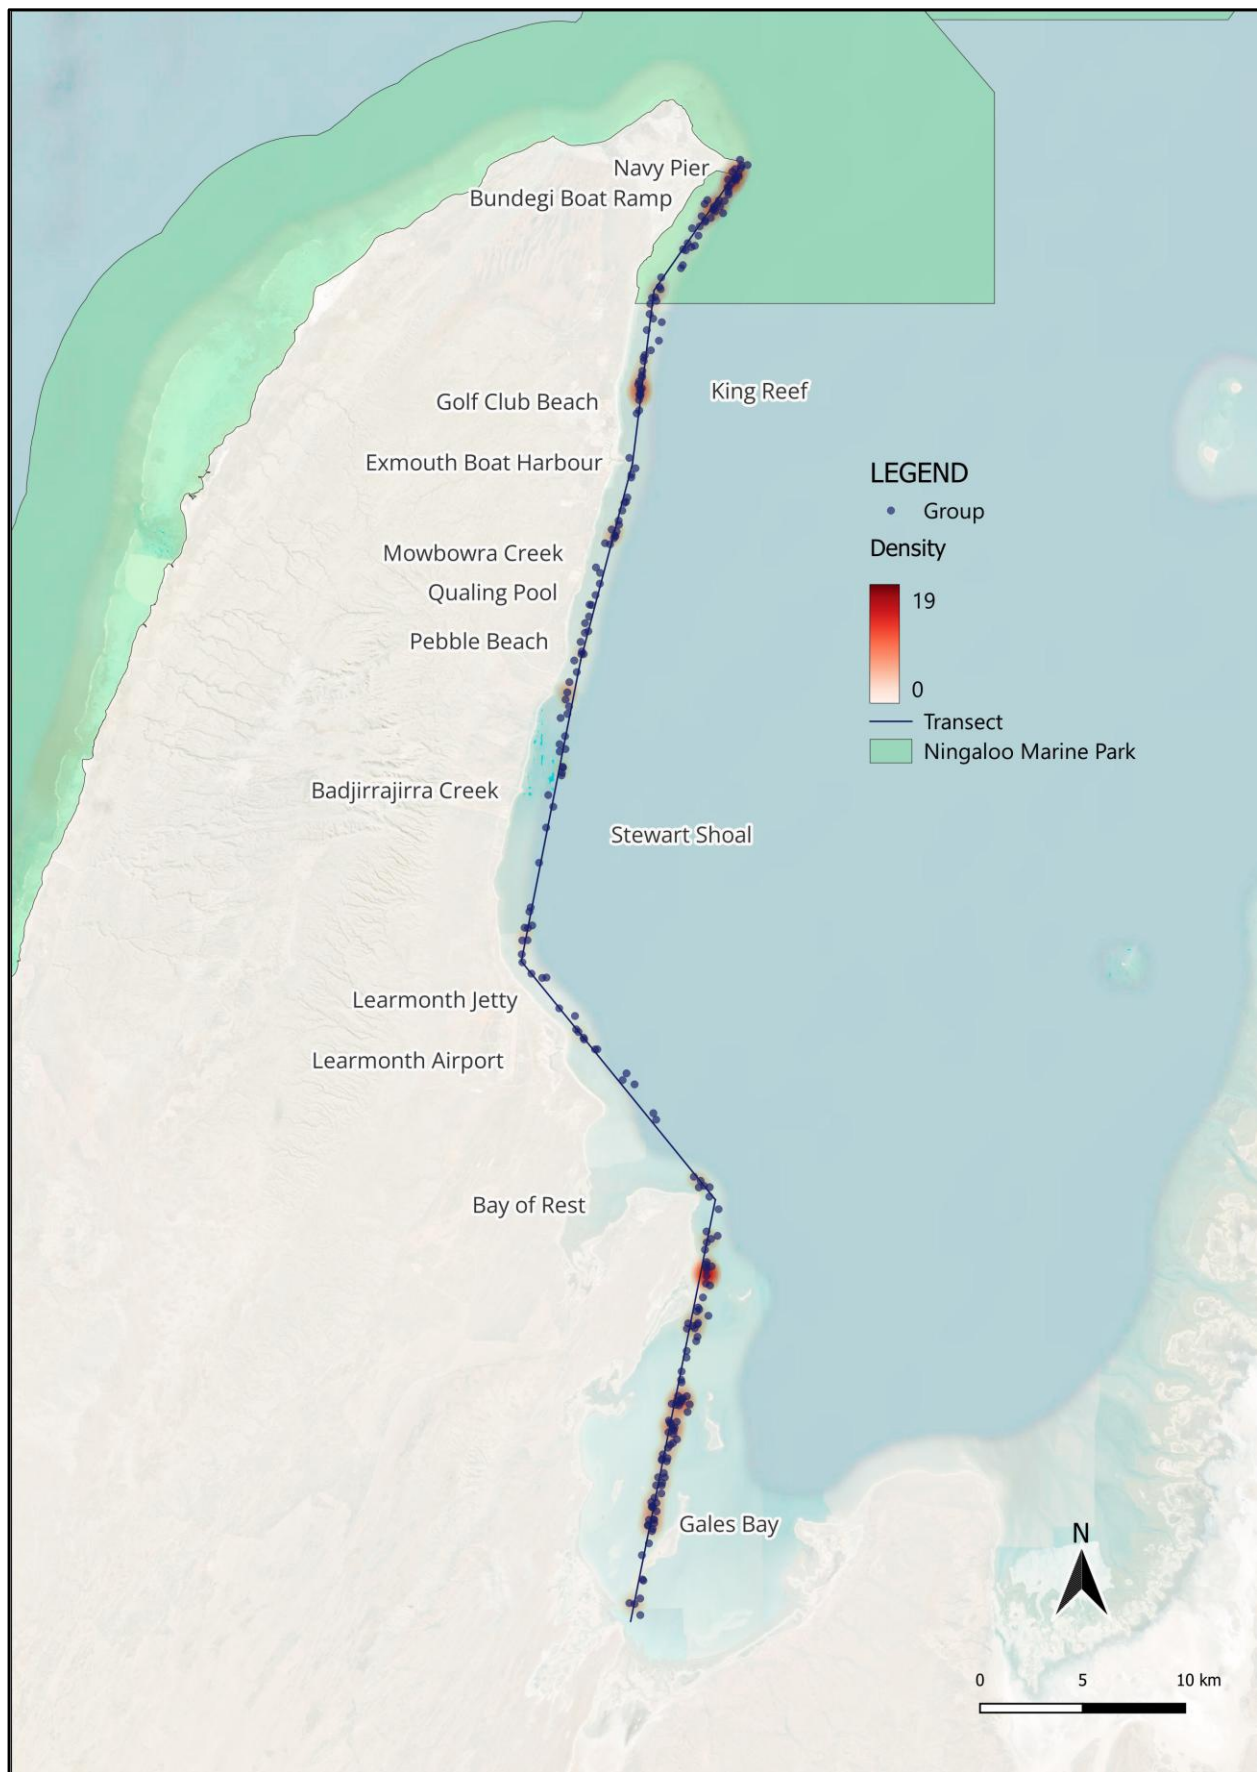 Navy Pier
Bundegi Boat Ramp
King Reef
Golf Club Beach
Exmouth Boat Harbour
LEGEND
Group
Density
19
0
Transect
Ningaloo Marine Park
Mowbowra Creek
Qualing Pool
Pebble Beach
Badjirrajirra Creek
Stewart Shoal
Learmonth Jetty
Learmonth Airport
Bay of Rest
Gales Bay
N
0 5 10 km